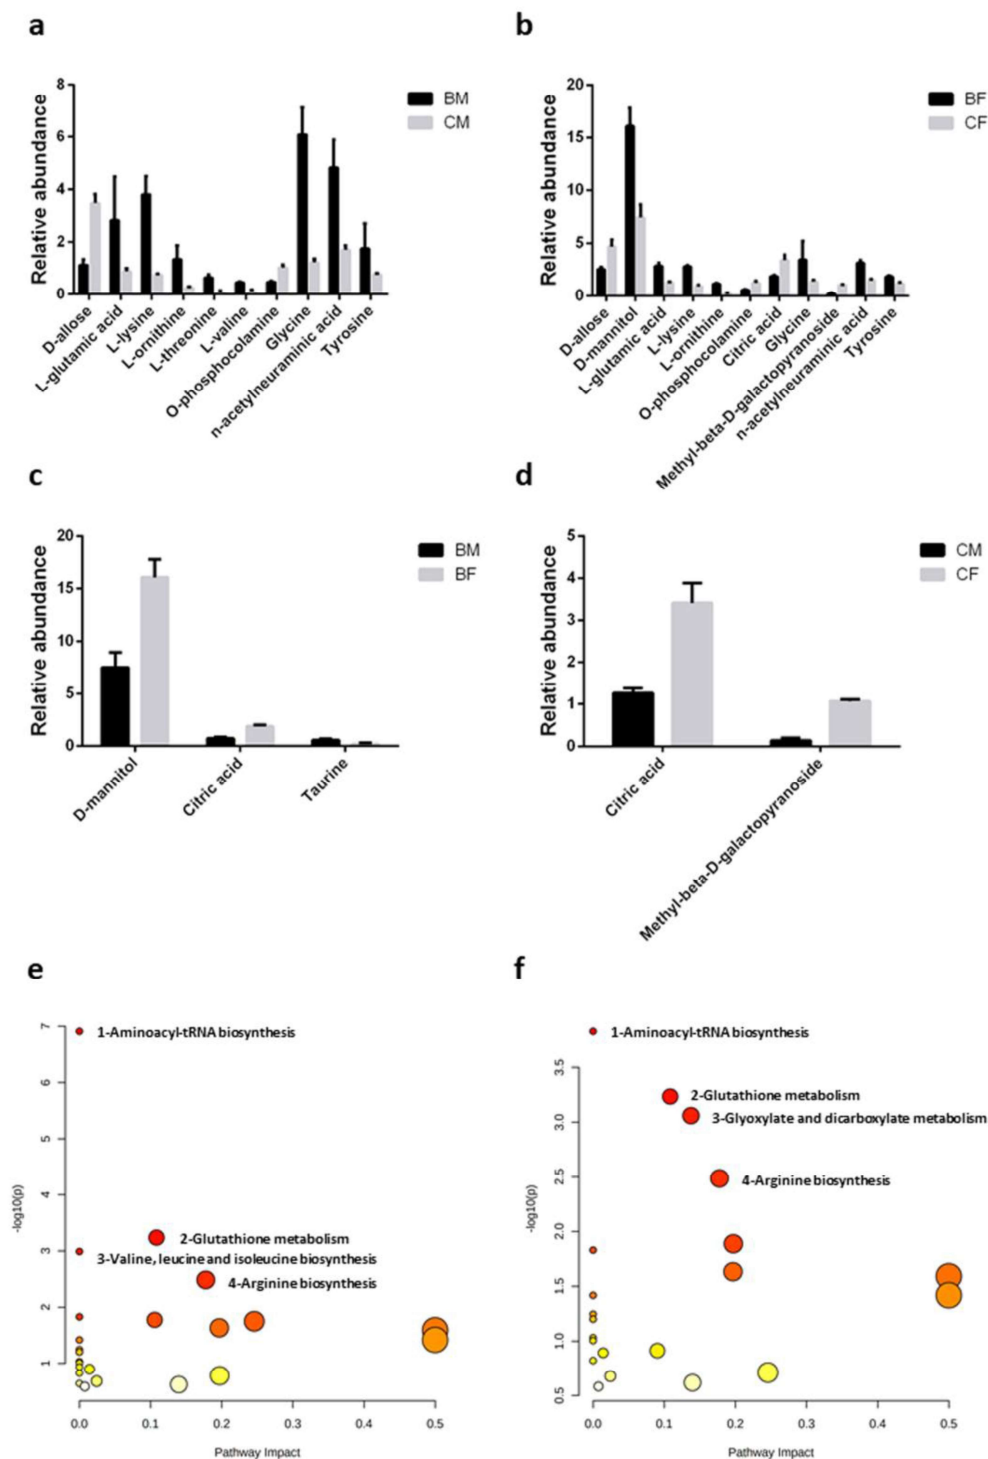 a
Relative abundance
8
6
4
2
0
BM
CM
D-allose
L-glutamic acid
L-lysine
L-ornithine
L-threonine
L-valine
O-phosphocolamine
Glycine
n-acetylneuraminic acid
Tyrosine
b
Relative abundance
20
15
10
5
0
BF
CF
D-allose
D-mannitol
L-glutamic acid
L-lysine
L-ornithine
O-phosphocolamine
Citric acid
Glycine
Methyl-beta-D-galactopyranoside
n-acetylneuraminic acid
Tyrosine
c
Relative abundance
20
15
10
5
0
BM
BF
D-mannitol
Citric acid
Taurine
d
Relative abundance
5
4
3
2
1
0
CM
CF
Citric acid
Methyl-beta-D-galactopyranoside
e
-log10(p)
7
6
5
4
3
2
1
1-Aminoacyl-tRNA biosynthesis
2-Glutathione metabolism
3-Valine, leucine and isoleucine biosynthesis
4-Arginine biosynthesis
0.0 0.1 0.2 0.3 0.4 0.5
Pathway Impact
f
-log10(p)
3.5
3.0
2.5
2.0
1.5
1.0
0.5
1-Aminoacyl-tRNA biosynthesis
2-Glutathione metabolism
3-Glyoxylate and dicarboxylate metabolism
4-Arginine biosynthesis
0.0 0.1 0.2 0.3 0.4 0.5
Pathway Impact